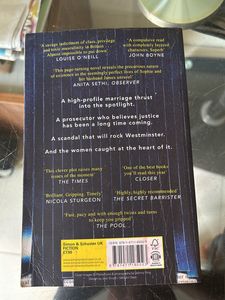 'A savage indictment of class, privilege
and toxic masculinity in Britain.
Almost impossible to put down'
LOUISE O'NEILL
'A compulsive read
with completely layered
characters. Superb'
JOHN BOYNE
'This page-turning novel reveals the precarious nature
of existence as the seemingly perfect lives of Sophie and
her husband James unravel'
ANITA SETHI, OBSERVER
A high-profile marriage thrust
into the spotlight.
A prosecutor who believes justice
has been a long time coming.
A scandal that will rock Westminster.
And the women caught at the heart of it.
'This clever plot raises many
issues of the moment'
THE TIMES
'One of the best books
you'll read this year'
CLOSER
'Brilliant. Gripping. Timely'
NICOLA STURGEON
'Highly, highly recommended'
THE SECRET BARRISTER
'Fast, pacy and with enough twists and turns
to keep you gripped'
THE POOL
Simon & Schuster UK
FICTION
FSC